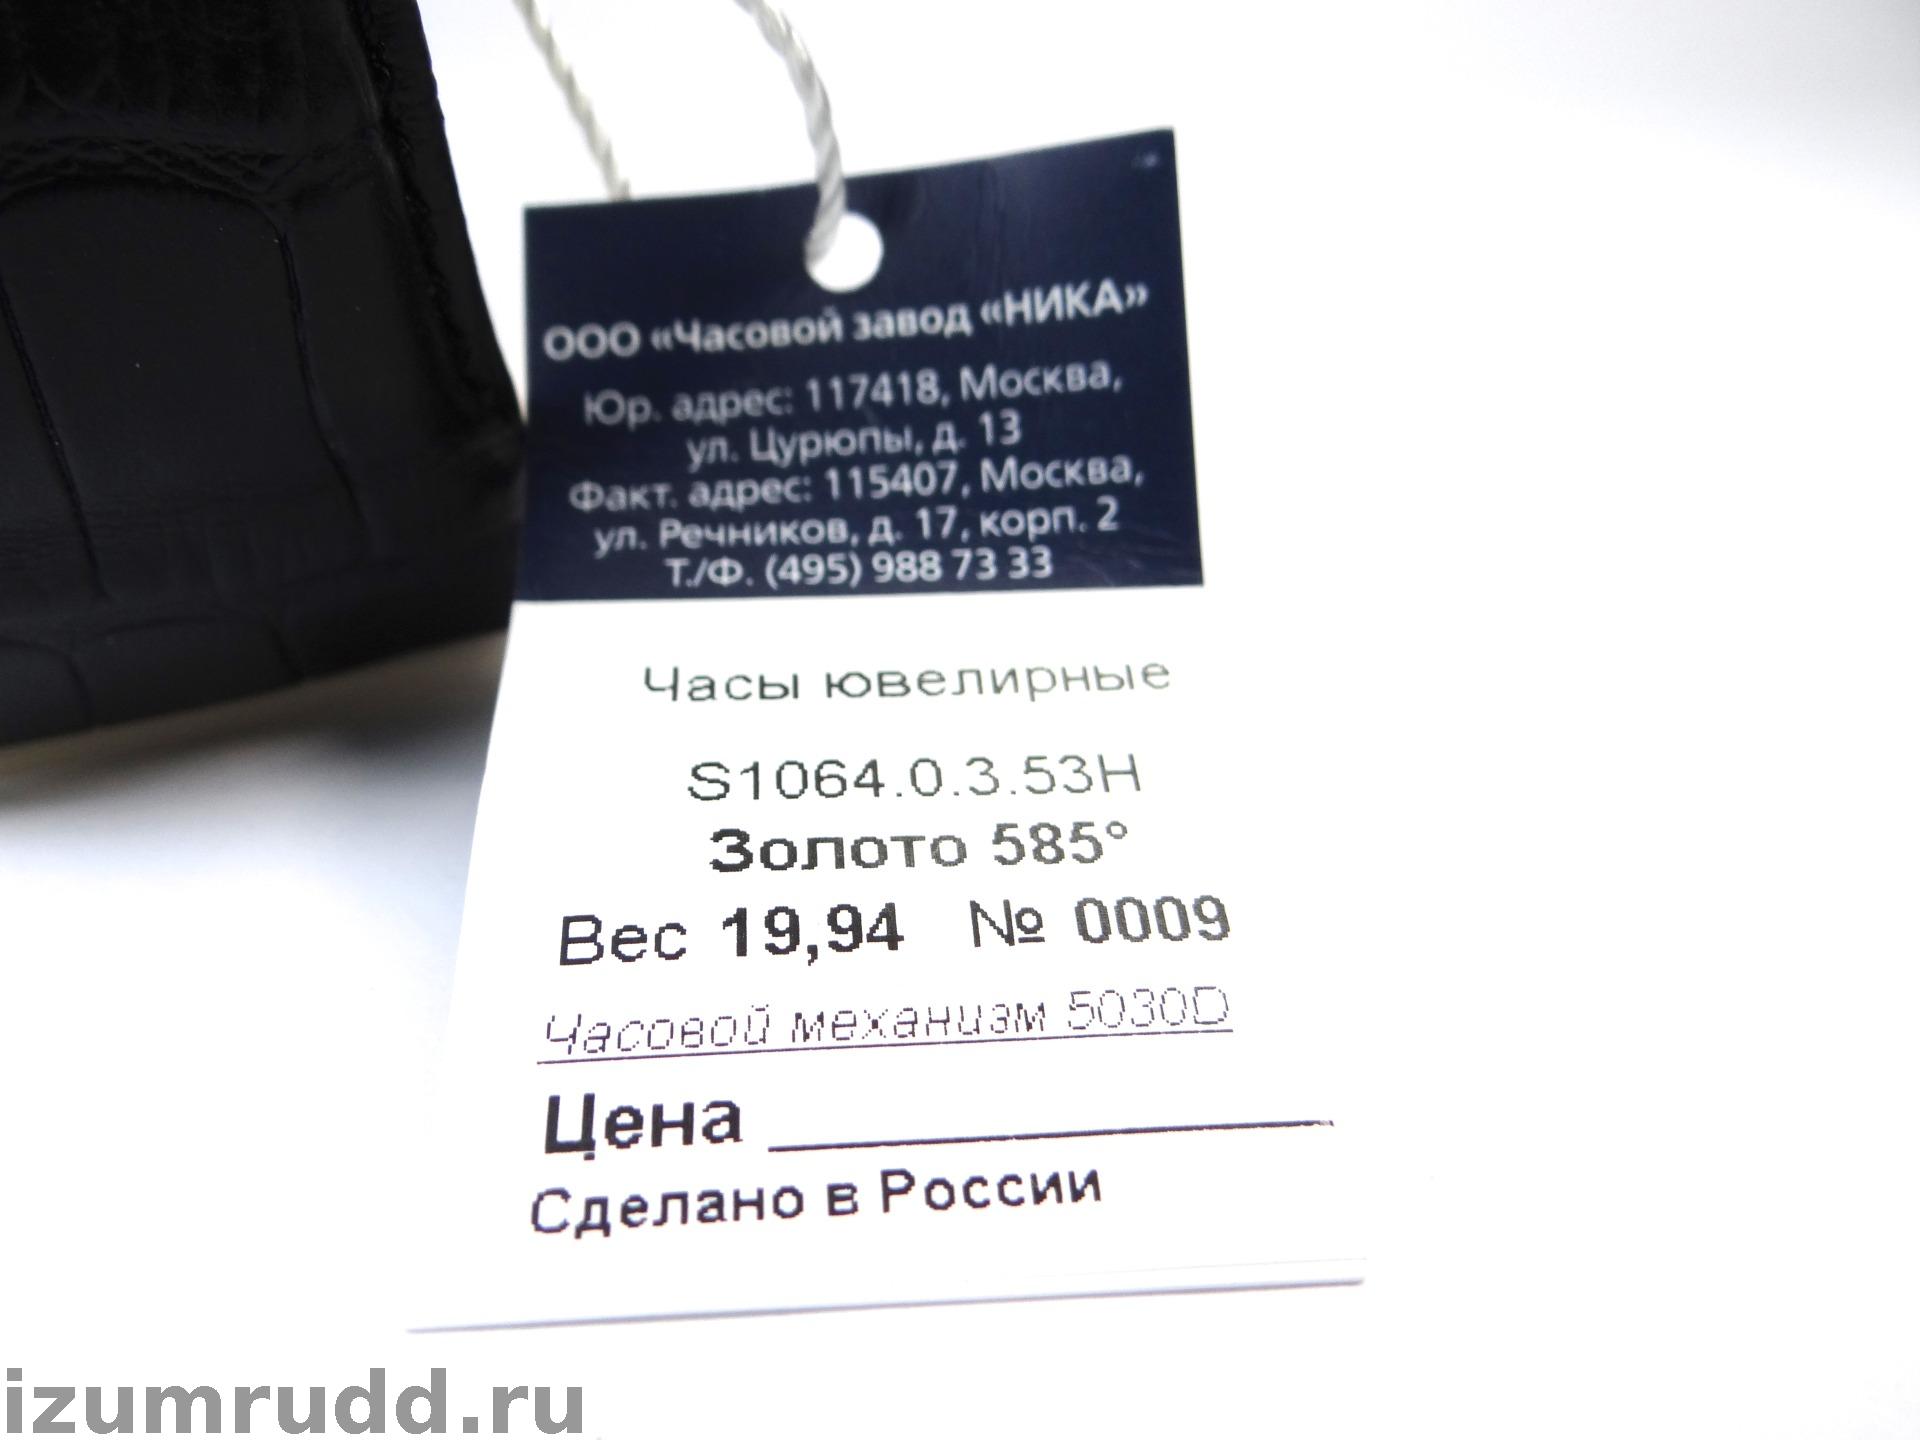 ООО «Часовой завод «НИКА»
Юр. адрес: 117418, Москва,
ул. Цурюпы, д. 13
Факт. адрес: 115407, Москва,
ул. Речников, д. 17, корп. 2
Т./Ф. (495) 988 73 33
Часы ювелирные
S1064.0.3.53H
Золото 585°
Вес 19,94 № 0009
Часовой механизм 5030D
Цена
Сделано в России
izumrudd.ru